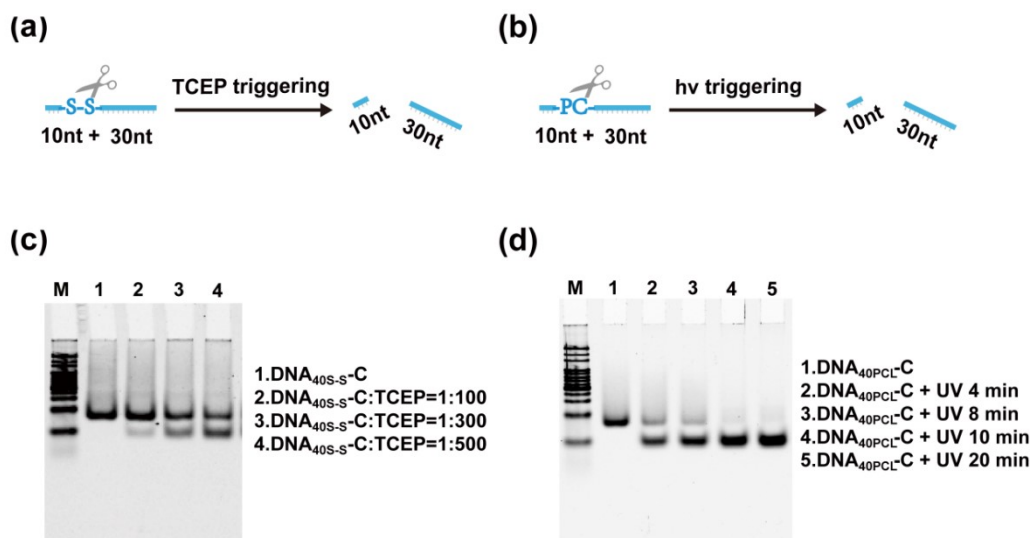 (a)
-S-S-
TCEP triggering
10nt + 30nt
10nt
30nt
(b)
-PC-
hv triggering
10nt + 30nt
10nt
30nt
(c)
M 1 2 3 4
1.DNA40S-S-C
2.DNA40S-S-C:TCEP=1:100
3.DNA40S-S-C:TCEP=1:300
4.DNA40S-S-C:TCEP=1:500
(d)
M 1 2 3 4 5
1.DNA40PCL-C
2.DNA40PCL-C + UV 4 min
3.DNA40PCL-C + UV 8 min
4.DNA40PCL-C + UV 10 min
5.DNA40PCL-C + UV 20 min